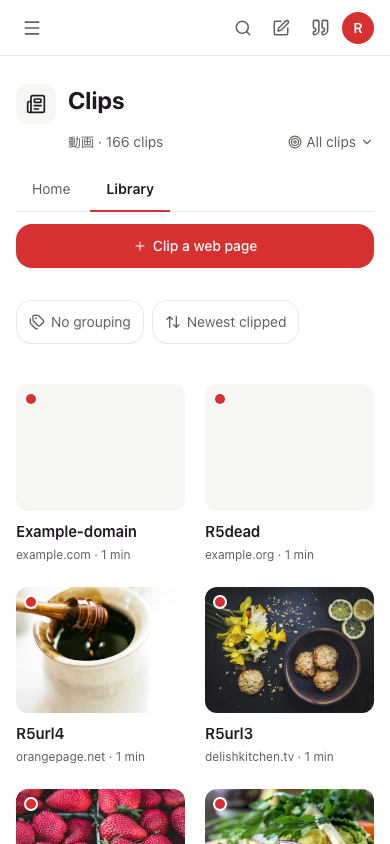 R
Clips
動画 · 166 clips
All clips
Home
Library
+ Clip a web page
No grouping
Newest clipped
Example-domain
R5dead
example.com · 1 min
example.org · 1 min
R5url4
R5url3
orangepage.net · 1 min
delishkitchen.tv · 1 min